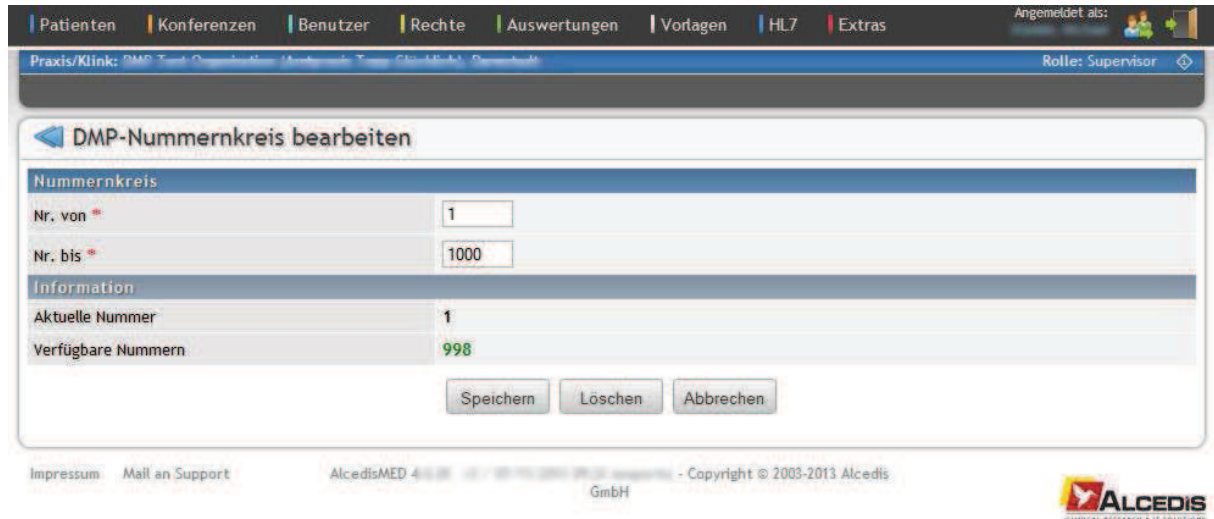 Patienten Konferenzen Benutzer Rechte Auswertungen Vorlagen HL7 Extras Angemeldet als:
Praxis/Klink: Rolle: Supervisor
DMP-Nummernkreis bearbeiten
Nummernkreis
Nr. von * 1
Nr. bis * 1000
Information
Aktuelle Nummer 1
Verfügbare Nummern 998
Speichern Löschen Abbrechen
Impressum Mail an Support AlcedisMED 4 - Copyright © 2003-2013 Alcedis
GmbH
ALCEDIS